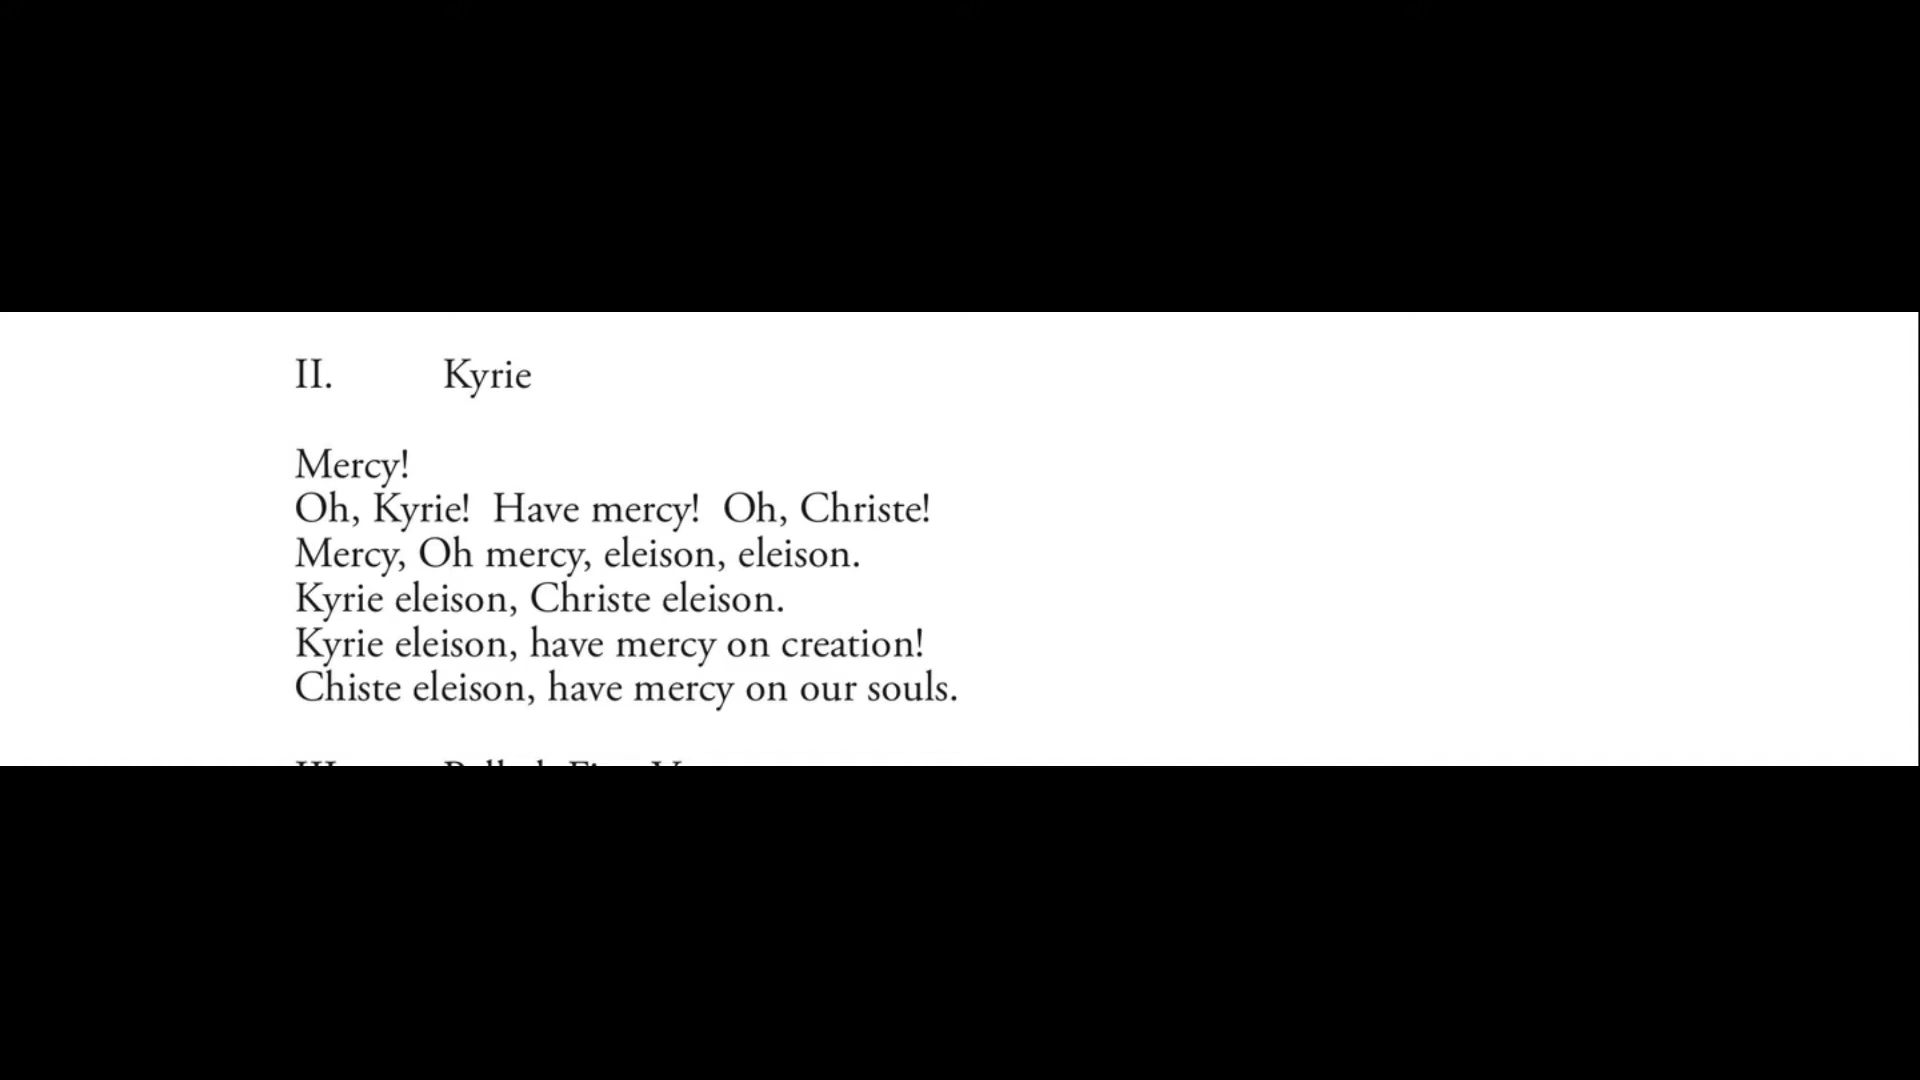 II. Kyrie
Mercy!
Oh, Kyrie! Have mercy! Oh, Christe!
Mercy, Oh mercy, eleison, eleison.
Kyrie eleison, Christe eleison.
Kyrie eleison, have mercy on creation!
Chiste eleison, have mercy on our souls.